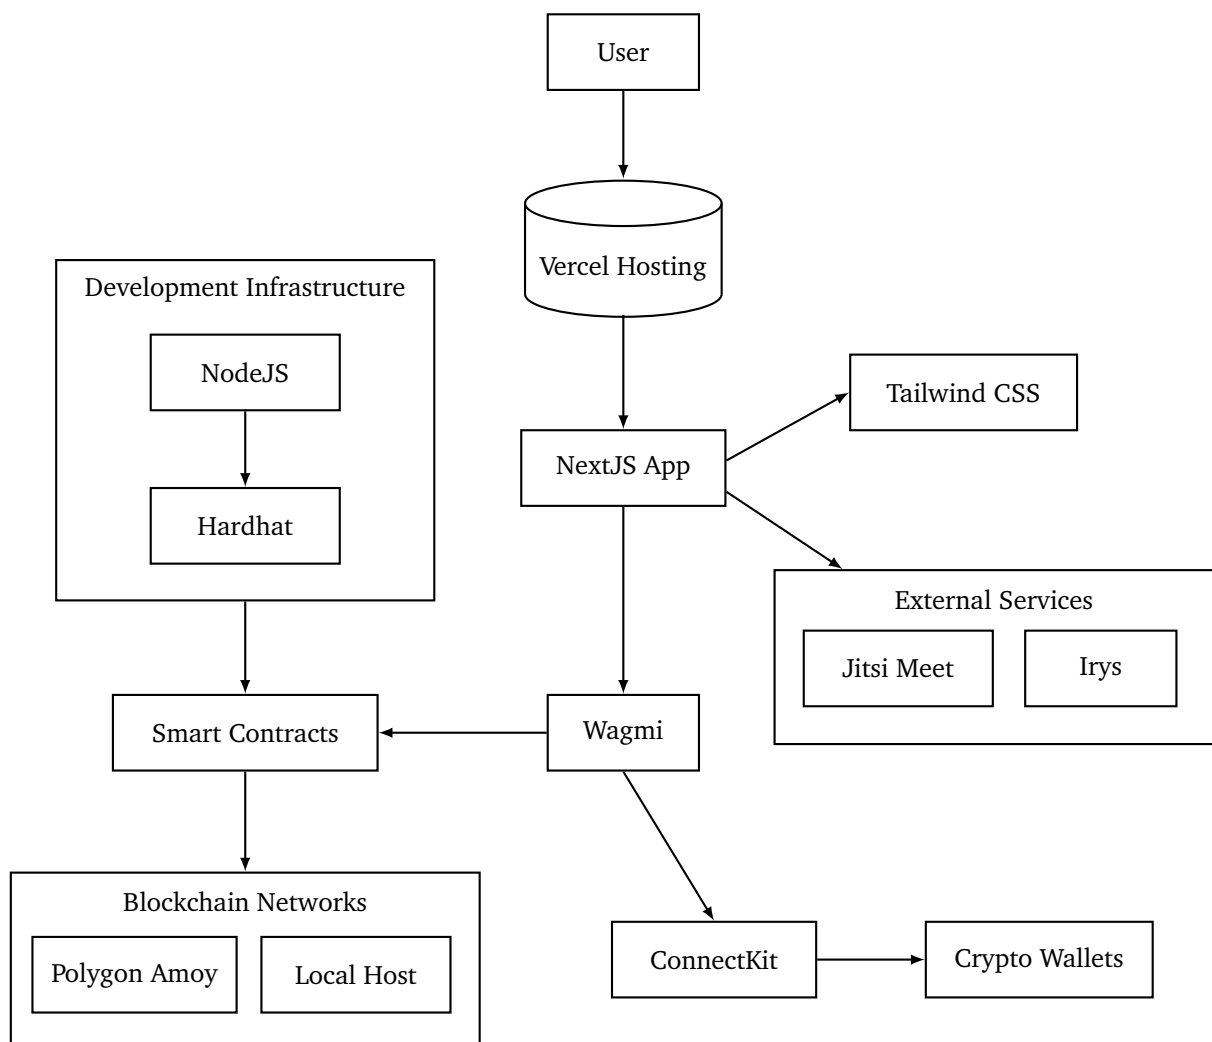 User
Vercel Hosting
Development Infrastructure
NodeJS
Tailwind CSS
NextJS App
Hardhat
External Services
Jitsi Meet
Irys
Smart Contracts
Wagmi
Blockchain Networks
Polygon Amoy
Local Host
ConnectKit
Crypto Wallets